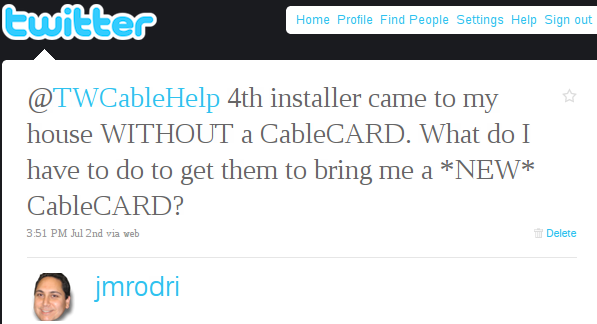 twitter
Home Profile Find People Settings Help Sign out
@TWCableHelp 4th installer came to my
house WITHOUT a CableCARD. What do I
have to do to get them to bring me a *NEW*
CableCARD?
3:51 PM Jul 2nd via web Delete
jmrodri